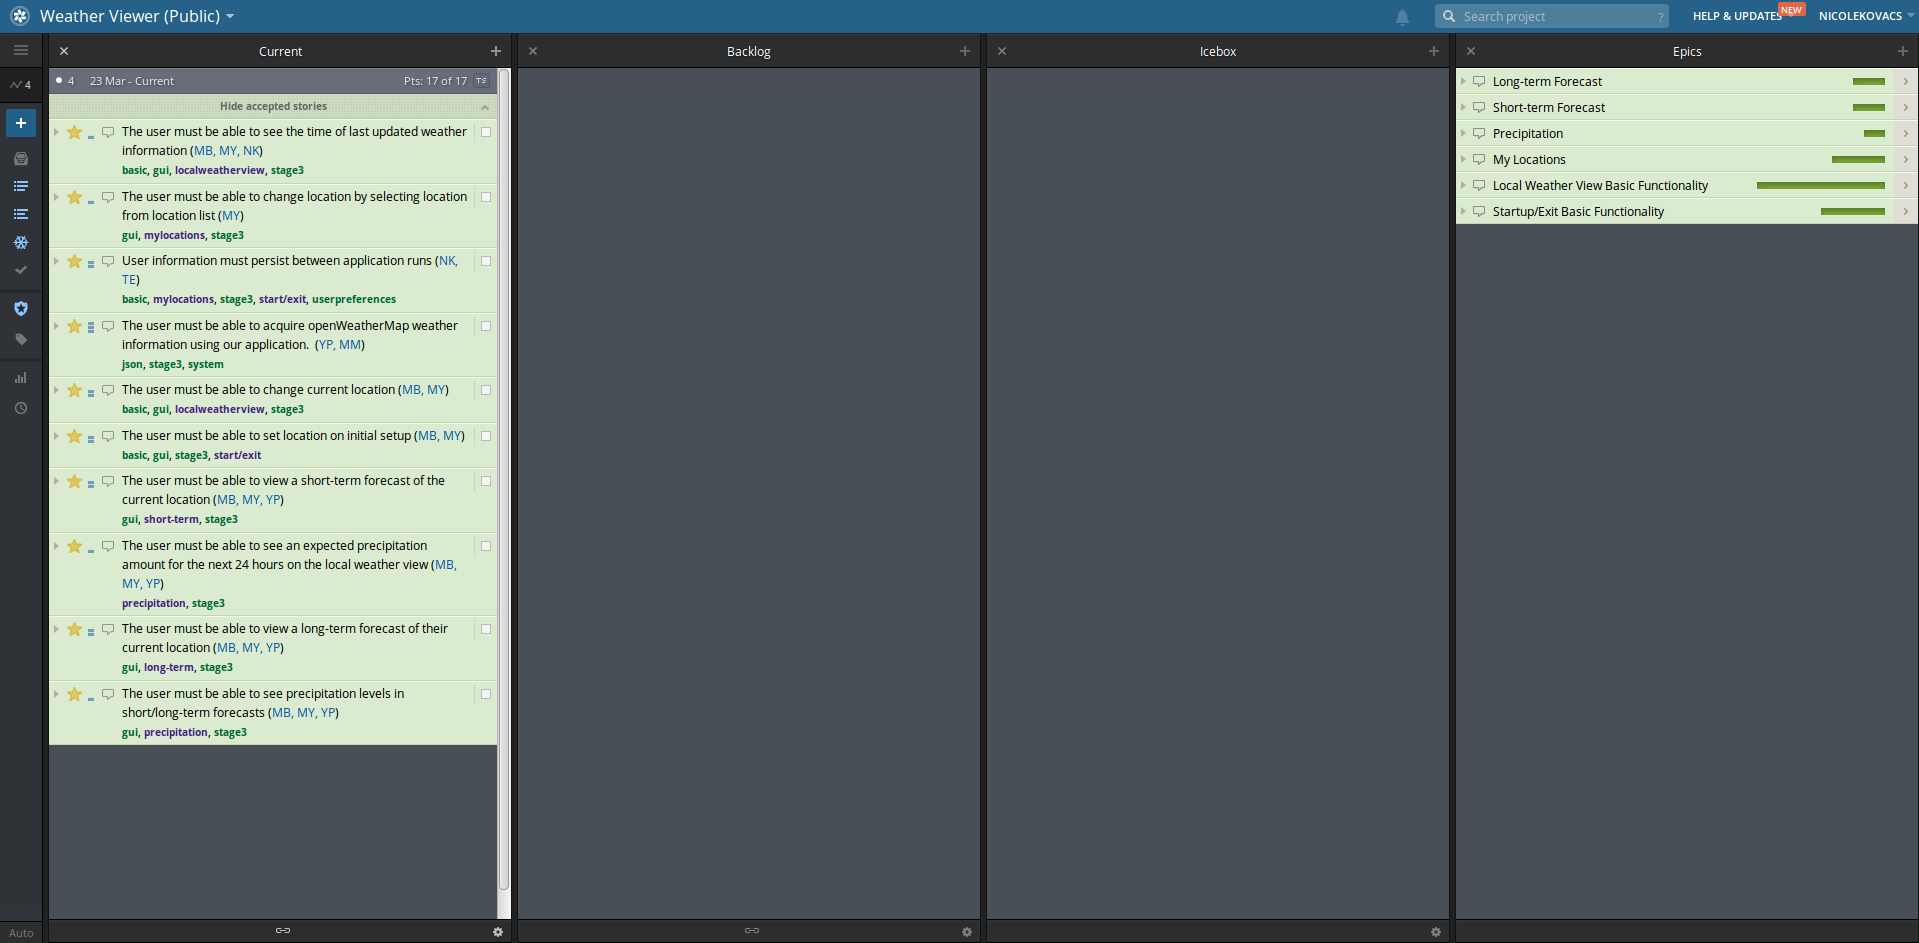 Weather Viewer (Public)
Search project
?
HELP & UPDATES
NEW
NICOLEKOVACS
4
Auto
Current
4 23 Mar - Current Pts: 17 of 17 TS
Hide accepted stories
The user must be able to see the time of last updated weather
information (MB, MY, NK)
basic, gui, localweatherview, stage3
The user must be able to change location by selecting location
from location list (MY)
gui, mylocations, stage3
User information must persist between application runs (NK,
TE)
basic, mylocations, stage3, start/exit, userpreferences
The user must be able to acquire openWeatherMap weather
information using our application. (YP, MM)
json, stage3, system
The user must be able to change current location (MB, MY)
basic, gui, localweatherview, stage3
The user must be able to set location on initial setup (MB, MY)
basic, gui, stage3, start/exit
The user must be able to view a short-term forecast of the
current location (MB, MY, YP)
gui, short-term, stage3
The user must be able to see an expected precipitation
amount for the next 24 hours on the local weather view (MB,
MY, YP)
precipitation, stage3
The user must be able to view a long-term forecast of their
current location (MB, MY, YP)
gui, long-term, stage3
The user must be able to see precipitation levels in
short/long-term forecasts (MB, MY, YP)
gui, precipitation, stage3
Backlog
Icebox
Epics
Long-term Forecast
Short-term Forecast
Precipitation
My Locations
Local Weather View Basic Functionality
Startup/Exit Basic Functionality